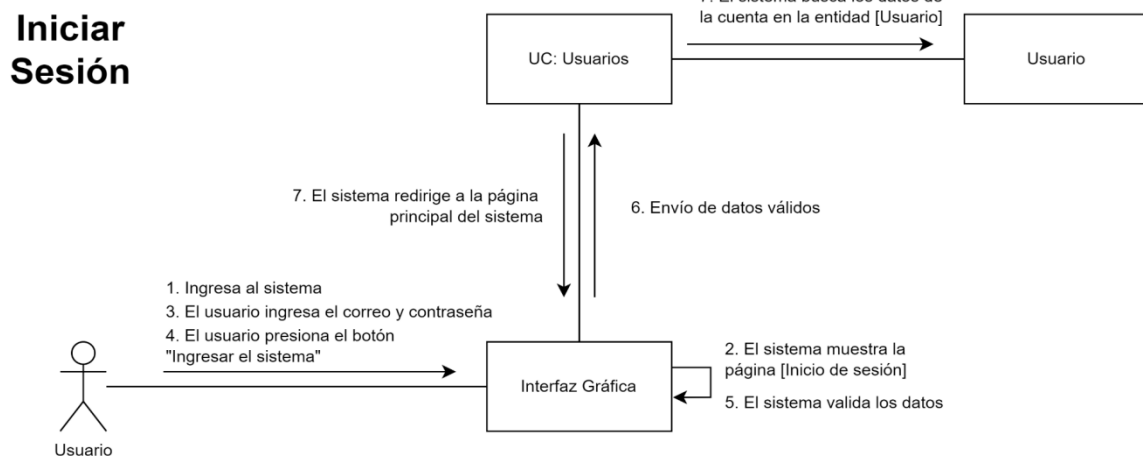 Iniciar
Sesión
la cuenta en la entidad [Usuario]
UC: Usuarios
Usuario
7. El sistema redirige a la página
principal del sistema
6. Envío de datos válidos
1. Ingresa al sistema
3. El usuario ingresa el correo y contraseña
4. El usuario presiona el botón
"Ingresar el sistema"
Interfaz Gráfica
2. El sistema muestra la
página [Inicio de sesión]
5. El sistema valida los datos
Usuario